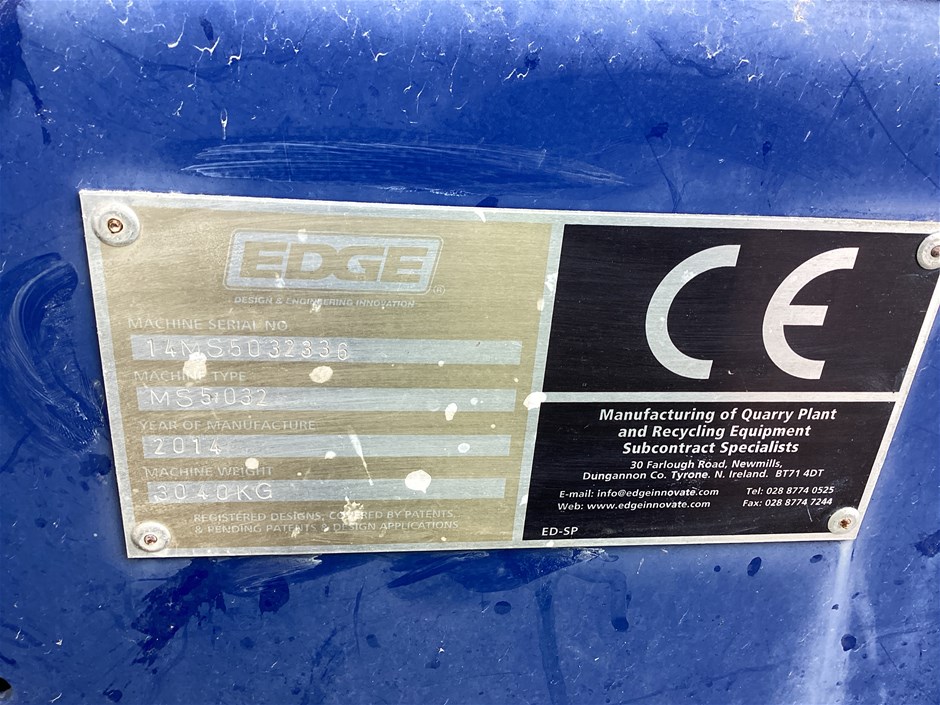 EDGE
DESIGN & ENGINEERING INNOVATION
MACHINE SERIAL NO
14MS5032336
MACHINE TYPE
MS5032
YEAR OF MANUFACTURE
2014
MACHINE WEIGHT
3040KG
REGISTERED DESIGNS, COVERED BY PATENTS,
& PENDING PATENTS & DESIGN APPLICATIONS
CE
Manufacturing of Quarry Plant
and Recycling Equipment
Subcontract Specialists
30 Farlough Road, Newmills,
Dungannon Co. Tyrone. N. Ireland. BT71 4DT
E-mail: info@edgeinnovate.com Tel: 028 8774 0525
Web: www.edgeinnovate.com Fax: 028 8774 7244
ED-SP